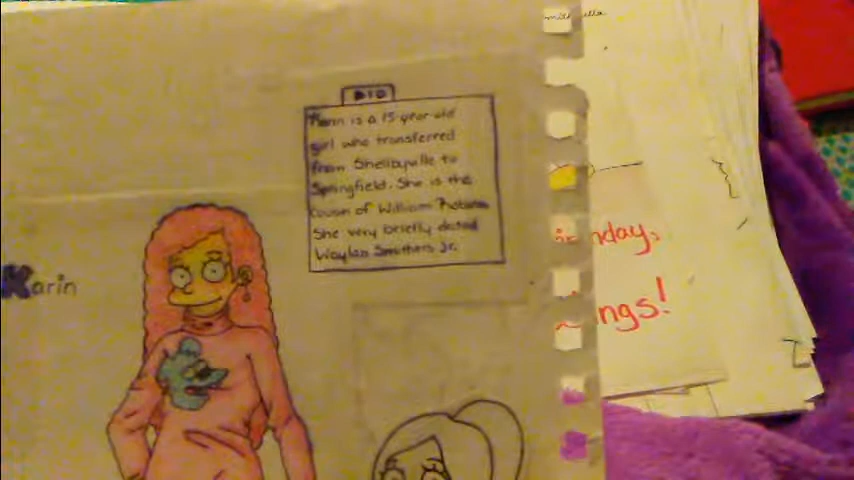 BIO
Karin is a 15-year-old
girl who transferred
from Shelbyville to
Springfield. She is the
cousin of William
She very briefly dated
Waylon Smithers Jr.
Karin
nday,
ngs!